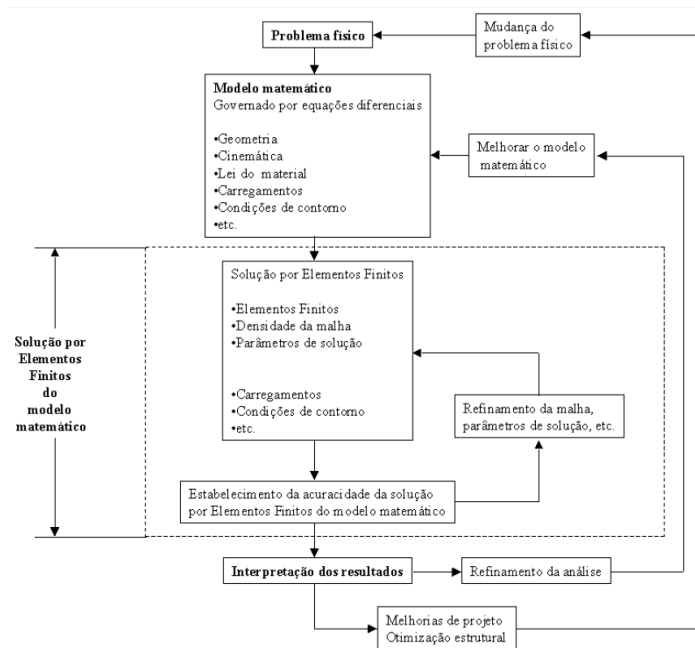 Problema físico
Mudança do
problema físico
Modelo matemático
Governado por equações diferenciais
•Geometria
•Cinemática
•Lei do material
•Carregamentos
•Condições de contorno
•etc.
Melhorar o modelo
matemático
Solução por
Elementos
Finitos
do
modelo
matemático
Solução por Elementos Finitos
•Elementos Finitos
•Densidade da malha
•Parâmetros de solução
•Carregamentos
•Condições de contorno
•etc.
Refinamento da malha,
parâmetros de solução, etc.
Estabelecimento da acuracidade da solução
por Elementos Finitos do modelo matemático
Interpretação dos resultados
Refinamento da análise
Melhorias de projeto
Otimização estrutural